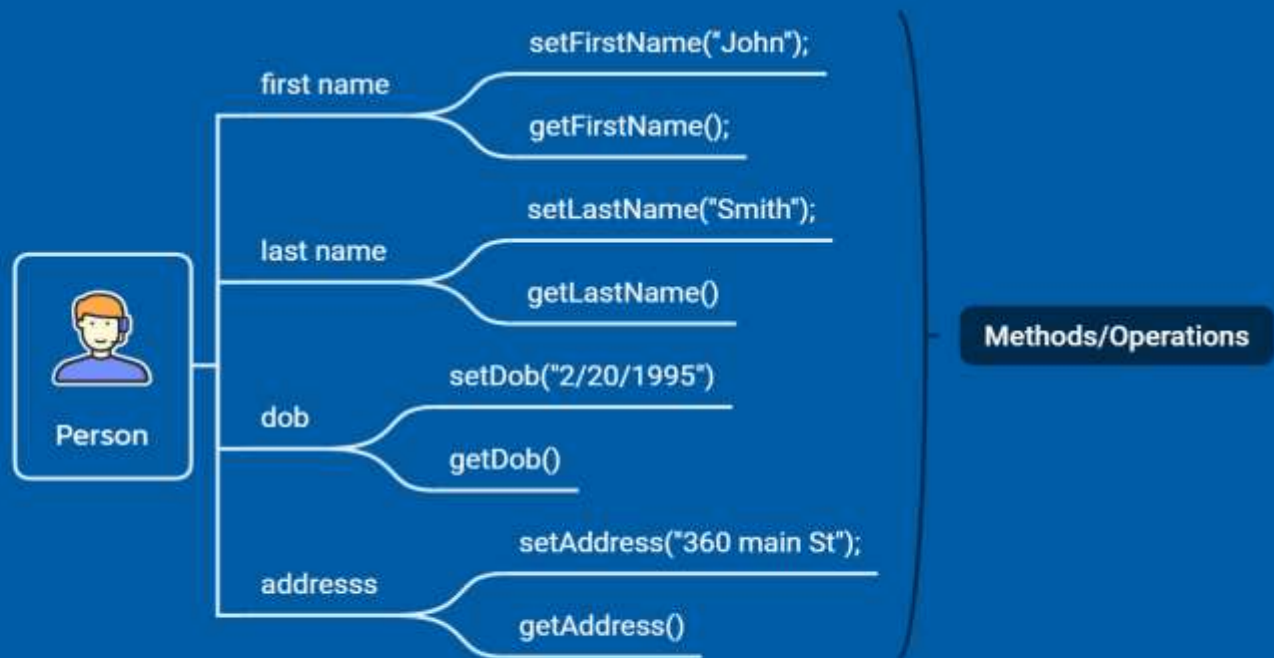 Person
first name
setFirstName("John");
getFirstName();
last name
setLastName("Smith");
getLastName()
dob
setDob("2/20/1995")
getDob()
addresss
setAddress("360 main St");
getAddress()
Methods/Operations